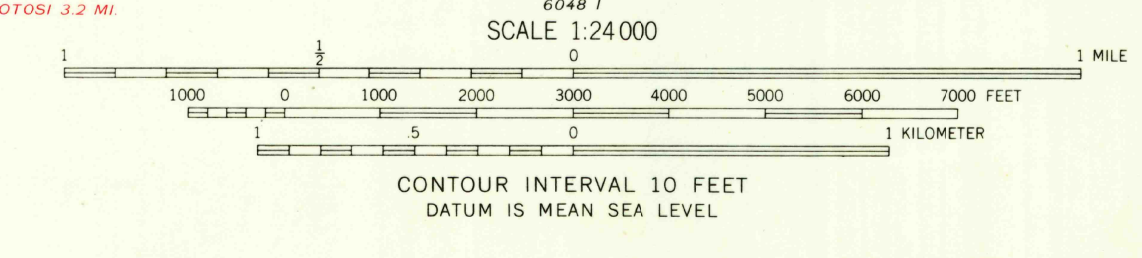 OTOSI 3.2 MI.
6048 I
SCALE 1:24 000
1 1/2 0 1 MILE
1000 0 1000 2000 3000 4000 5000 6000 7000 FEET
1 .5 0 1 KILOMETER
CONTOUR INTERVAL 10 FEET
DATUM IS MEAN SEA LEVEL